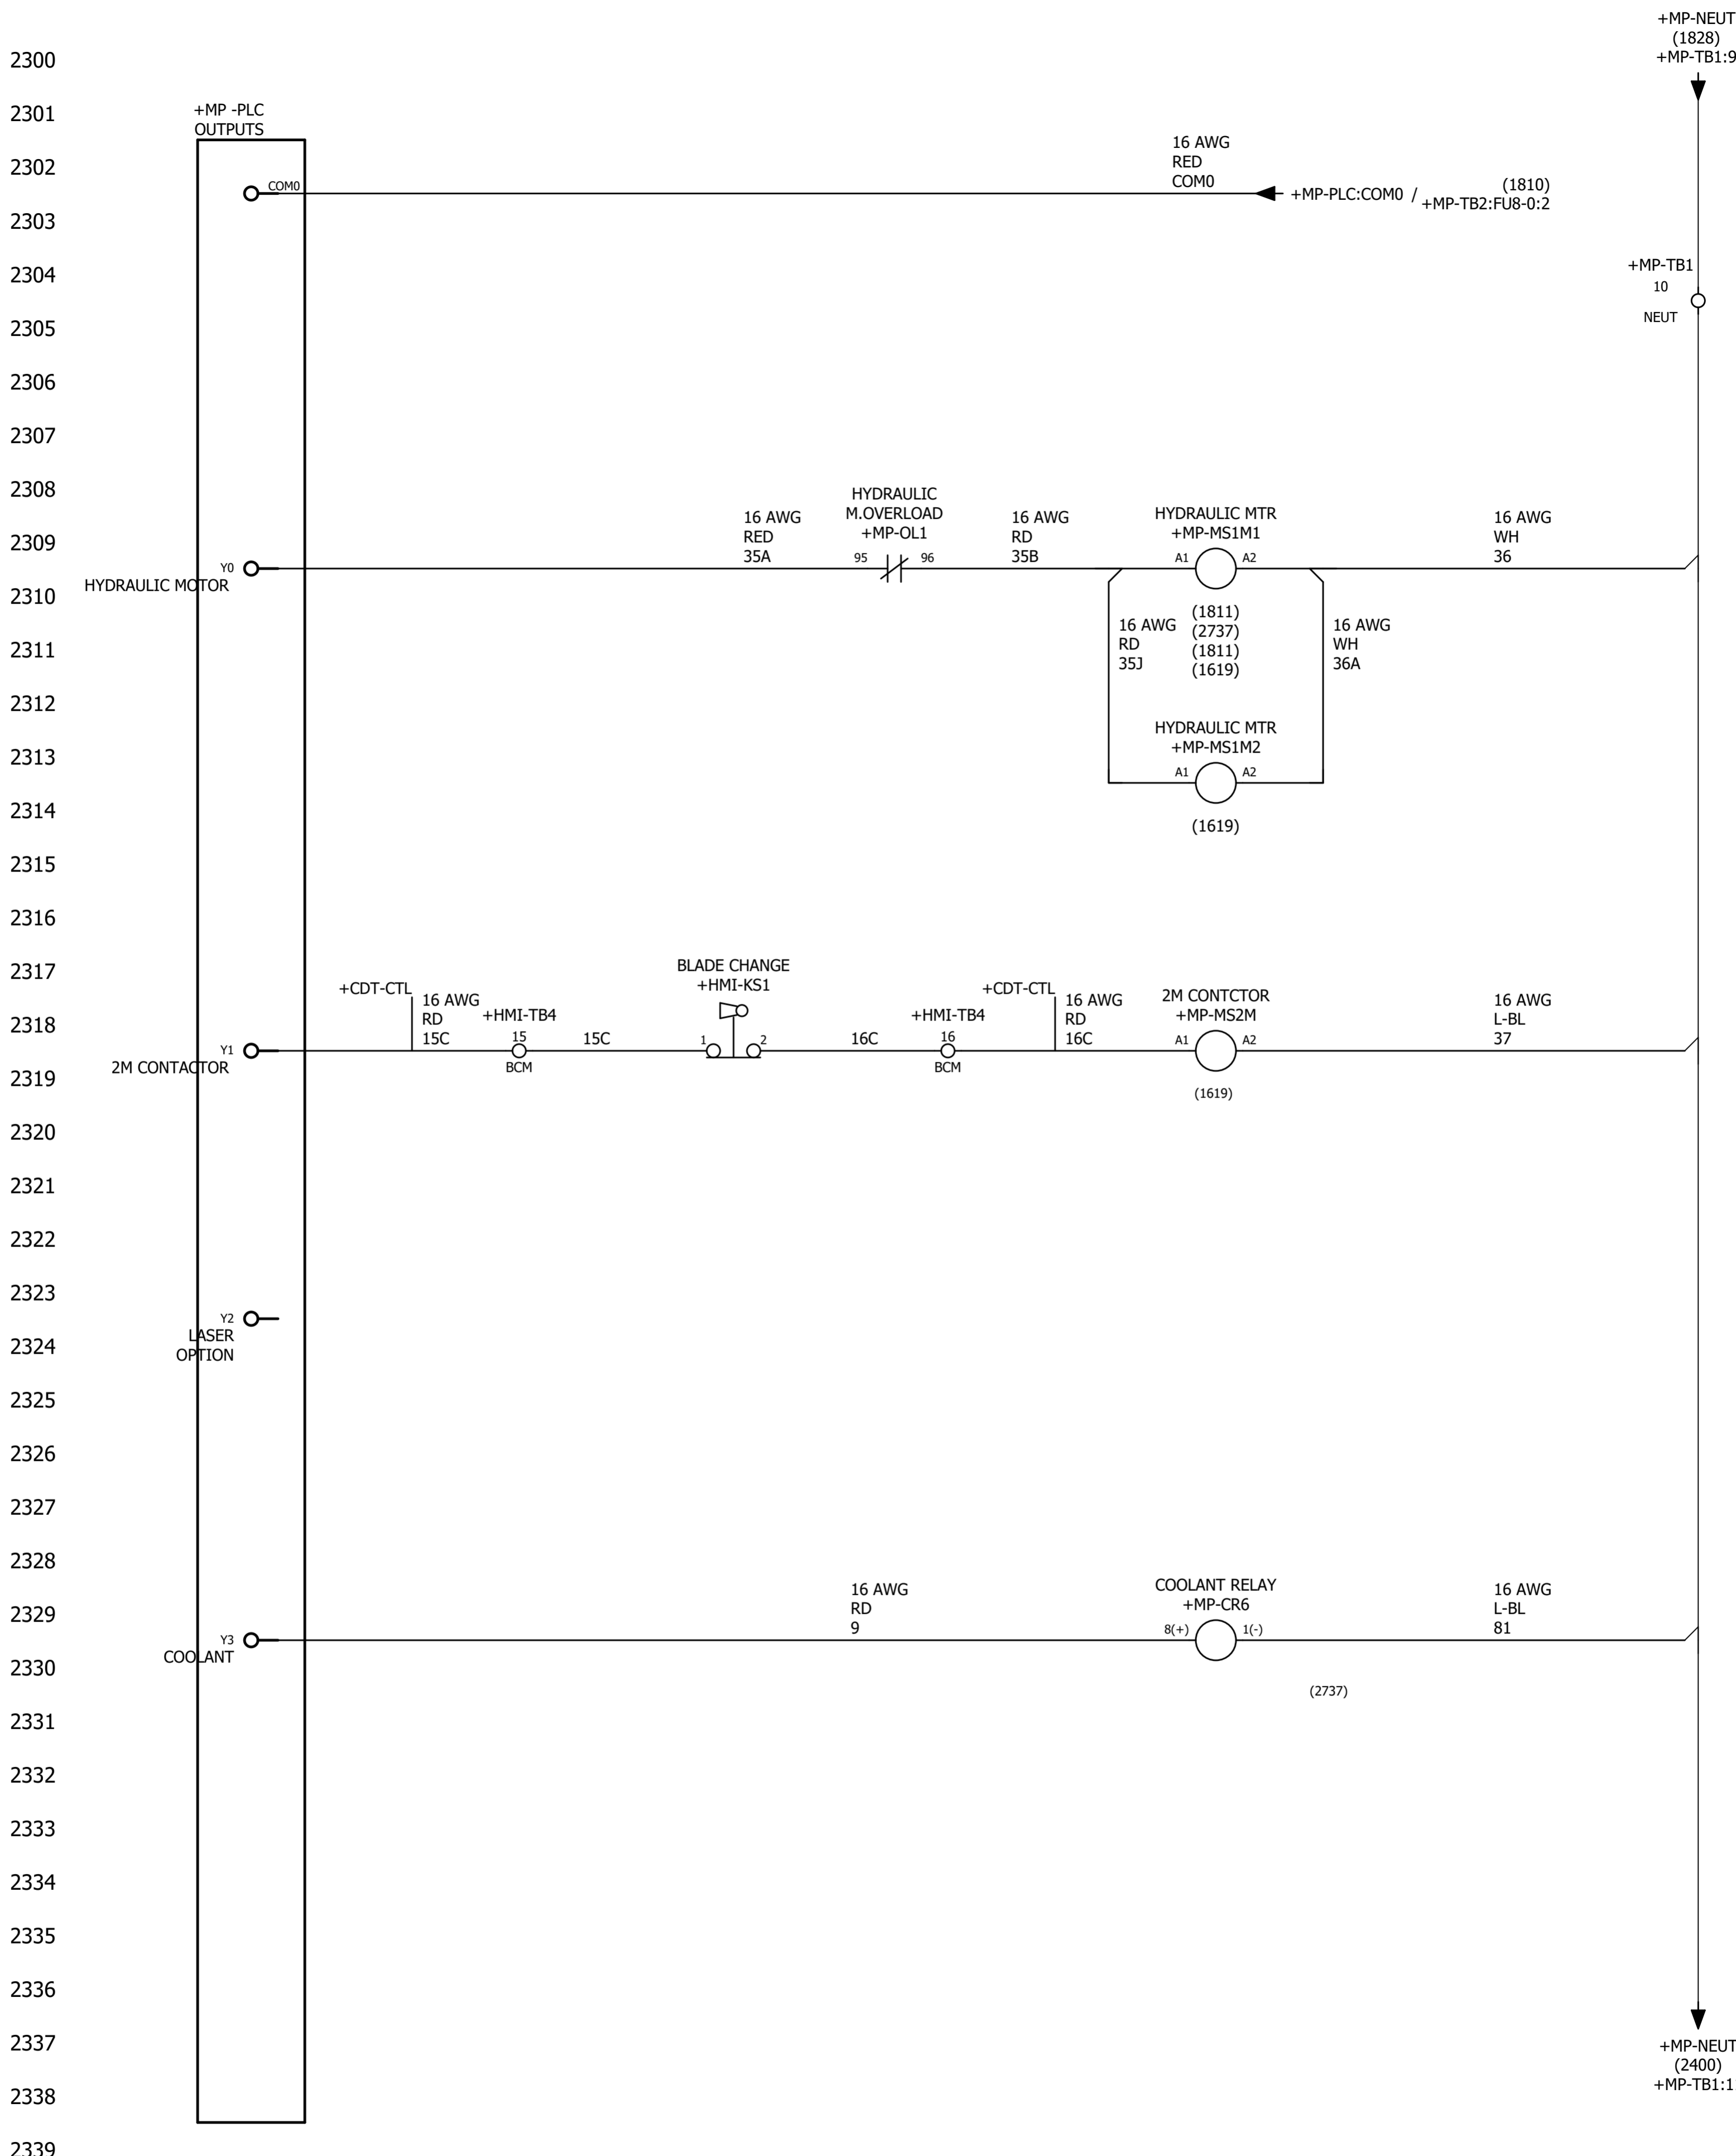 +MP-NEUT
(1828)
+MP-TB1:9
2300
2301
+MP -PLC
OUTPUTS
2302
COM0
16 AWG
RED
COM0
+MP-PLC:COM0 /
(1810)
+MP-TB2:FU8-0:2
2303
2304
+MP-TB1
10
NEUT
2305
2306
2307
2308
2309
Y0
HYDRAULIC MOTOR
16 AWG
RED
35A
HYDRAULIC
M.OVERLOAD
+MP-OL1
95
96
16 AWG
RD
35B
HYDRAULIC MTR
+MP-MS1M1
A1
A2
16 AWG
WH
36
2310
16 AWG
RD
35J
(1811)
(2737)
(1811)
(1619)
16 AWG
WH
36A
2311
2312
2313
HYDRAULIC MTR
+MP-MS1M2
A1
A2
2314
(1619)
2315
2316
2317
2318
Y1
2M CONTACTOR
+CDT-CTL
16 AWG
RD
15C
+HMI-TB4
15
BCM
15C
BLADE CHANGE
+HMI-KS1
1
2
16C
+HMI-TB4
16
BCM
+CDT-CTL
16 AWG
RD
16C
2M CONTCTOR
+MP-MS2M
A1
A2
(1619)
16 AWG
L-BL
37
2319
2320
2321
2322
2323
Y2
LASER
OPTION
2324
2325
2326
2327
2328
2329
Y3
COOLANT
16 AWG
RD
9
COOLANT RELAY
+MP-CR6
8(+)
1(-)
16 AWG
L-BL
81
2330
(2737)
2331
2332
2333
2334
2335
2336
2337
+MP-NEUT
(2400)
+MP-TB1:1
2338
2339